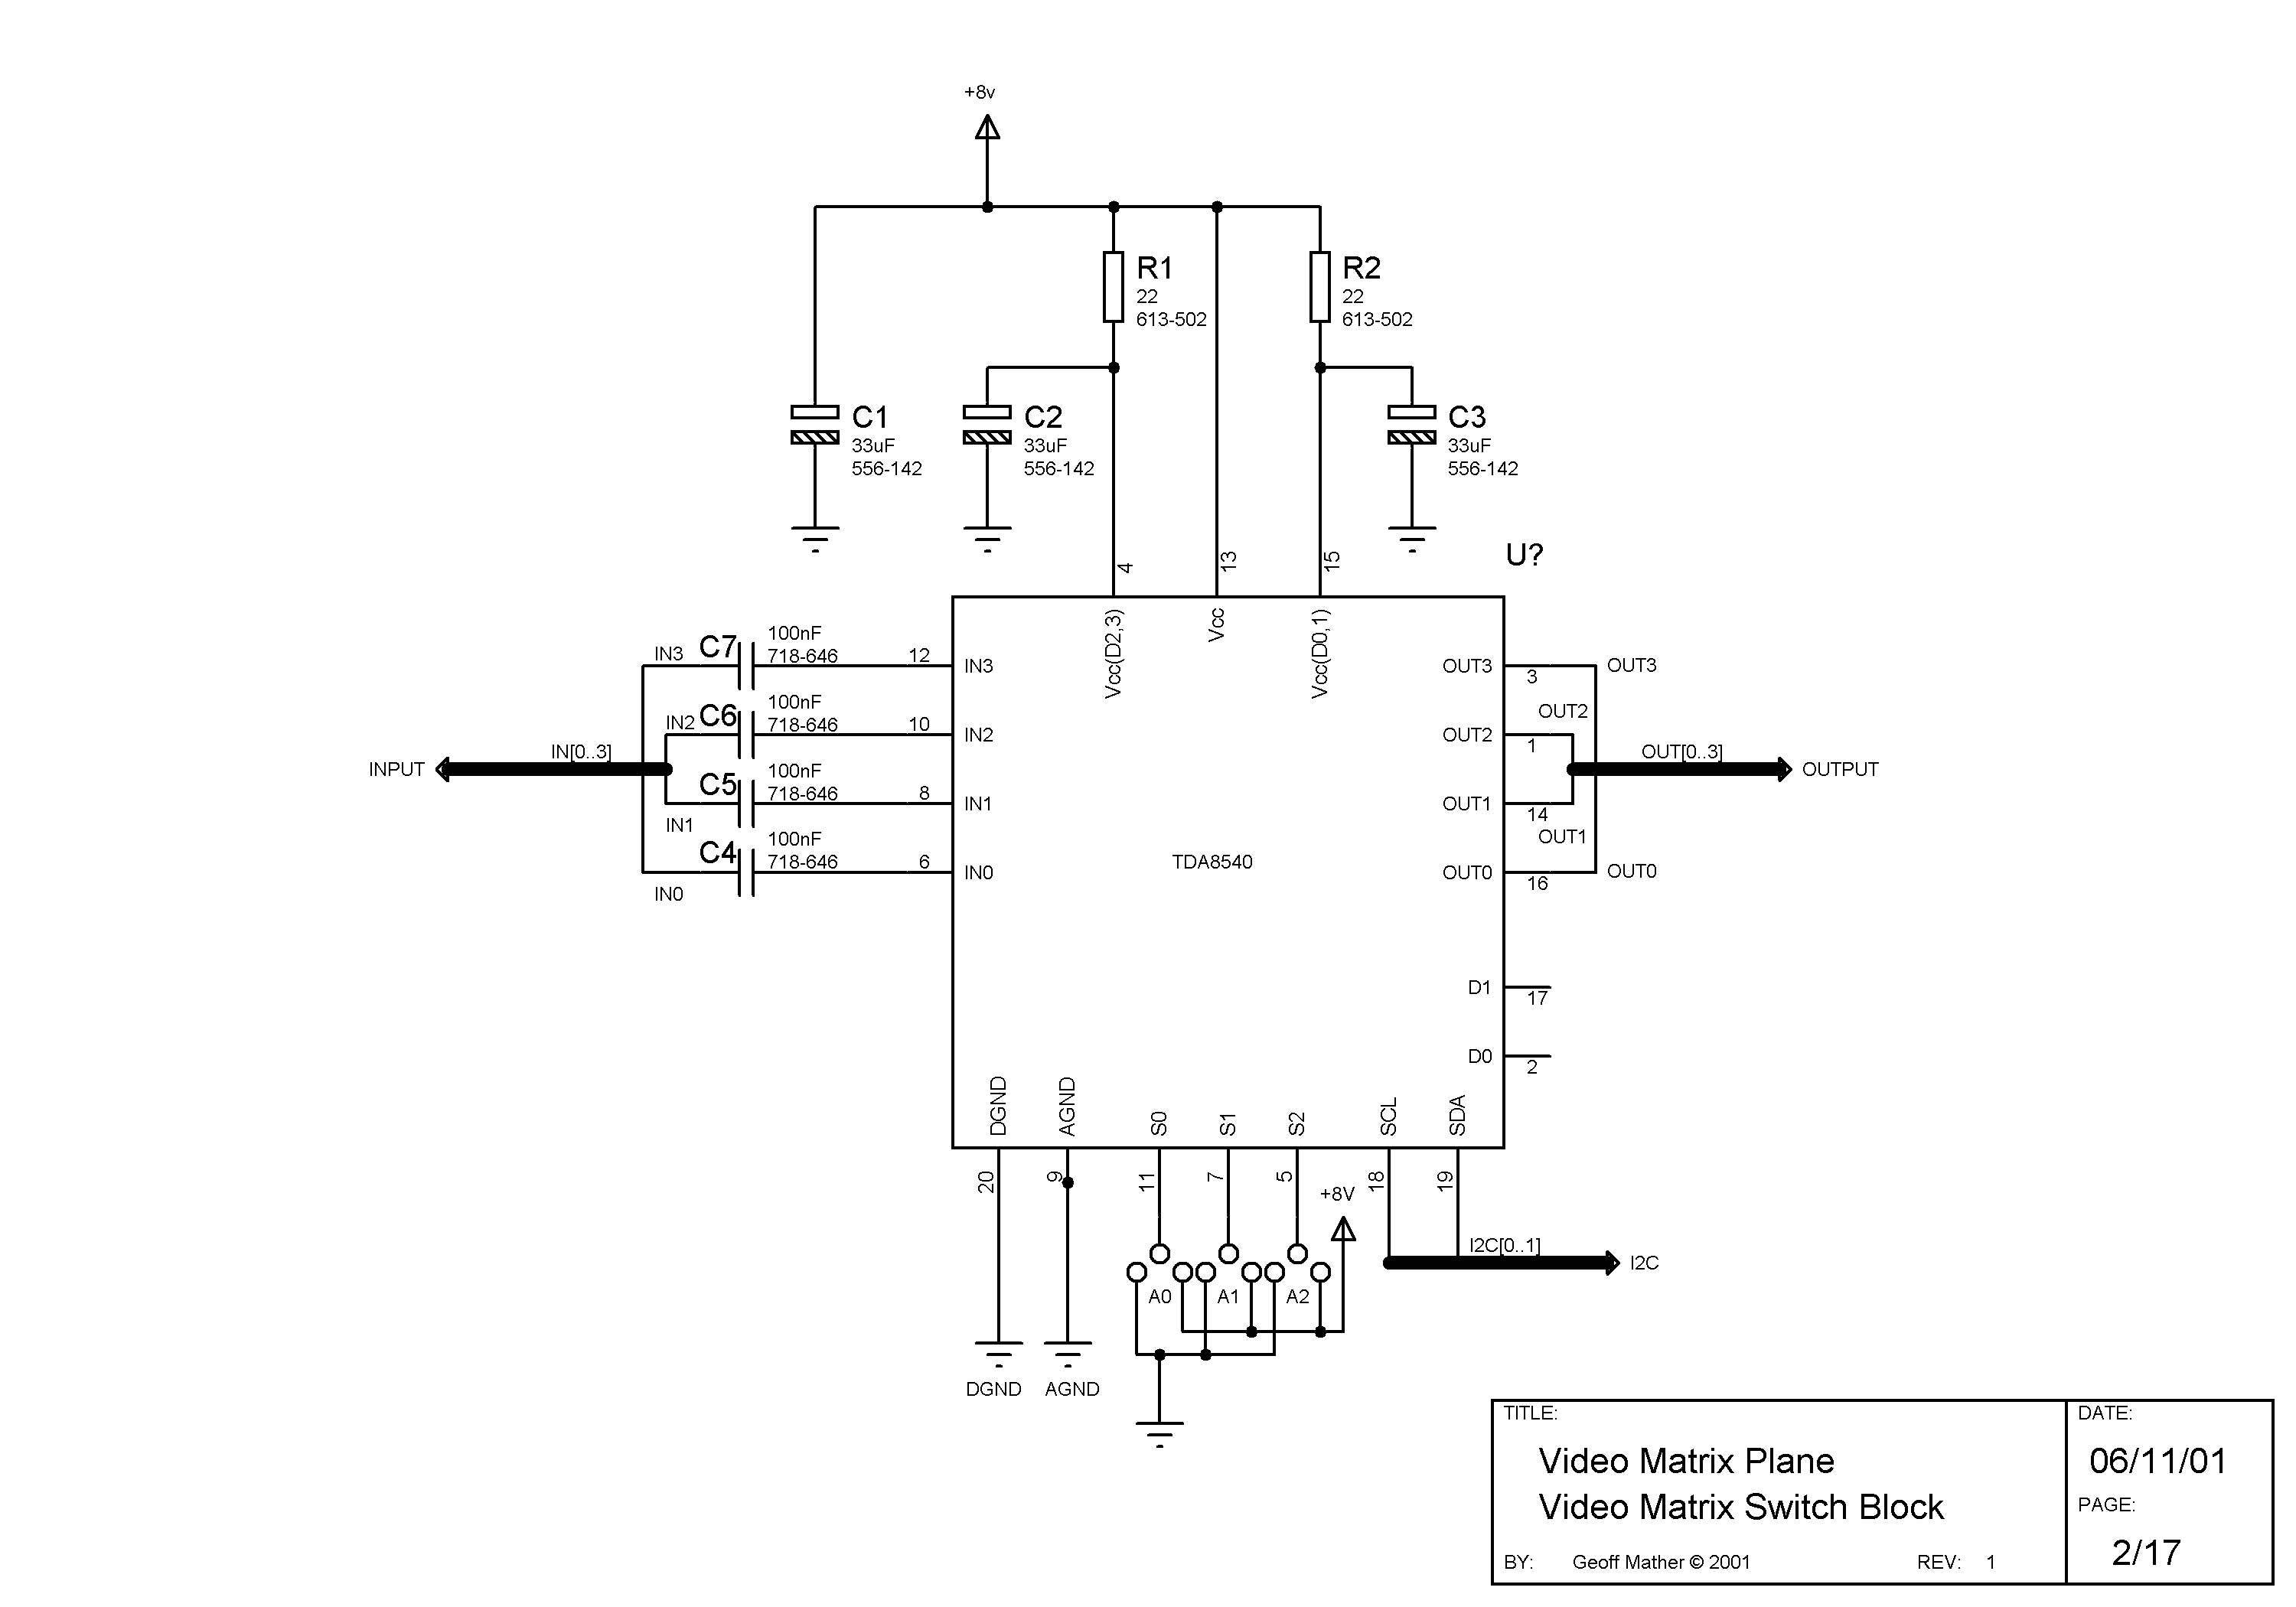 +8v
R1
22
613-502
R2
22
613-502
C1
33uF
556-142
C2
33uF
556-142
C3
33uF
556-142
U?
4
13
15
Vcc(D2,3)
Vcc
Vcc(D0,1)
IN3
C7
100nF
718-646
12
IN3
IN2
C6
100nF
718-646
10
IN2
INPUT
IN[0..3]
C5
100nF
718-646
8
IN1
IN1
C4
100nF
718-646
6
IN0
IN0
TDA8540
OUT3
3
OUT3
OUT2
1
OUT2
OUT[0..3]
OUTPUT
OUT1
14
OUT1
OUT0
16
OUT0
D1
17
D0
2
DGND
AGND
S0
S1
S2
SCL
SDA
20
9
11
7
5
18
19
+8V
I2C[0..1]
I2C
A0
A1
A2
DGND
AGND
TITLE:
Video Matrix Plane
Video Matrix Switch Block
BY:
Geoff Mather © 2001
REV:
1
DATE:
06/11/01
PAGE:
2/17